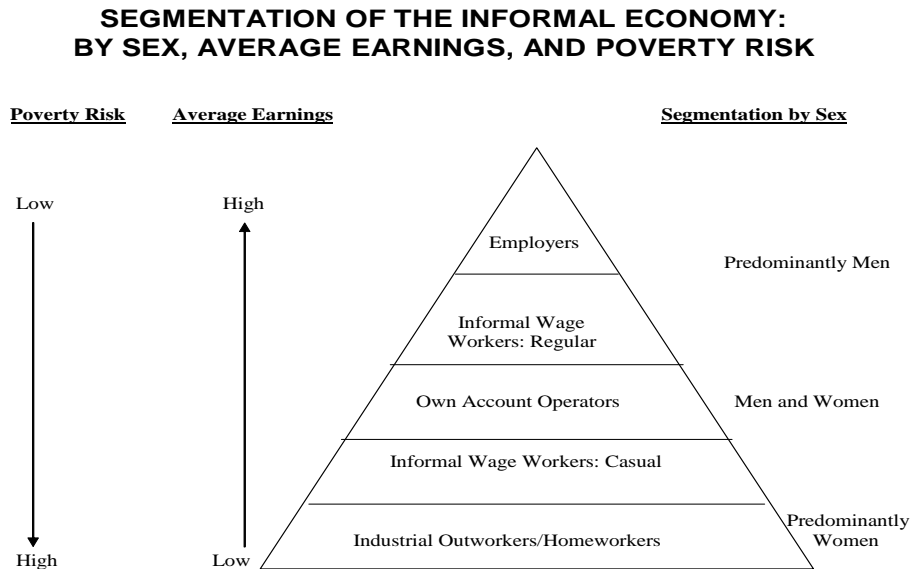 SEGMENTATION OF THE INFORMAL ECONOMY:
BY SEX, AVERAGE EARNINGS, AND POVERTY RISK
Poverty Risk
Average Earnings
Segmentation by Sex
Low
High
Employers
Predominantly Men
Informal Wage
Workers: Regular
Own Account Operators
Men and Women
Informal Wage Workers: Casual
Industrial Outworkers/Homeworkers
Predominantly
Women
High
Low